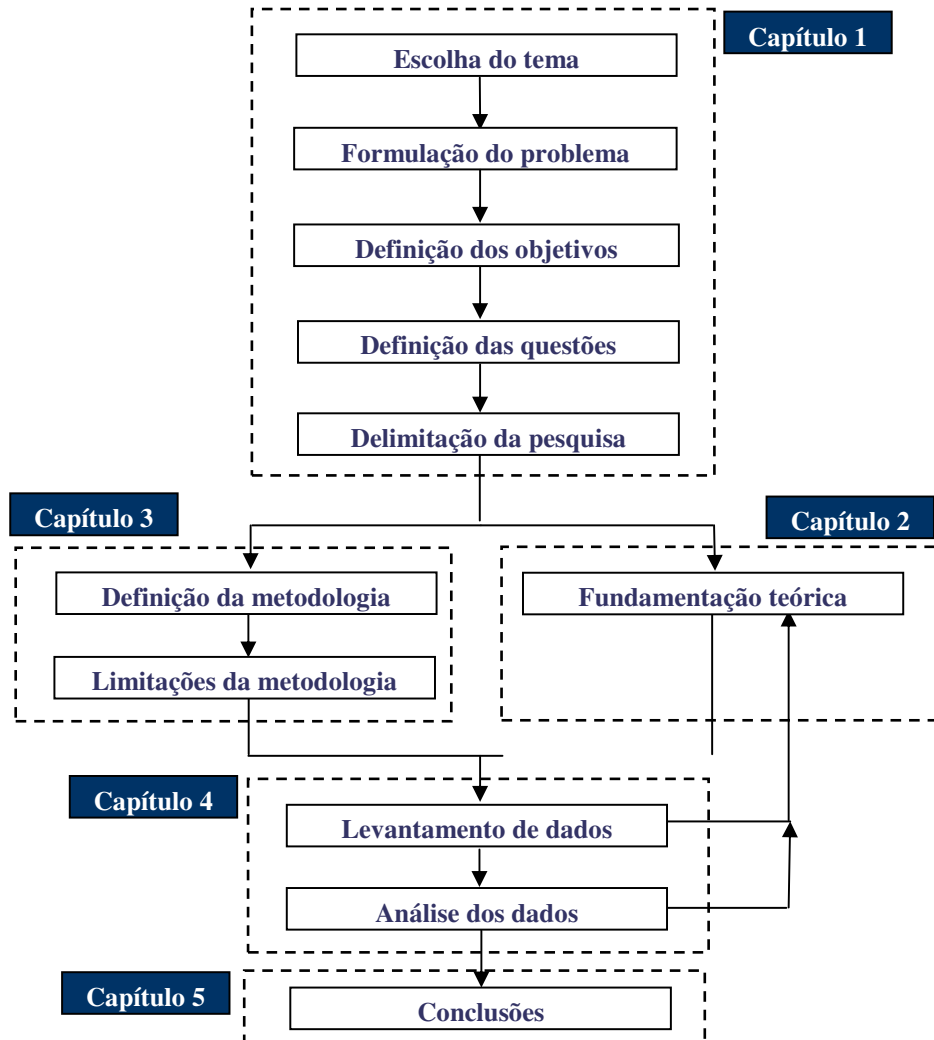 Capítulo 1
Escolha do tema
Formulação do problema
Definição dos objetivos
Definição das questões
Delimitação da pesquisa
Capítulo 3
Definição da metodologia
Limitações da metodologia
Capítulo 2
Fundamentação teórica
Capítulo 4
Levantamento de dados
Análise dos dados
Capítulo 5
Conclusões